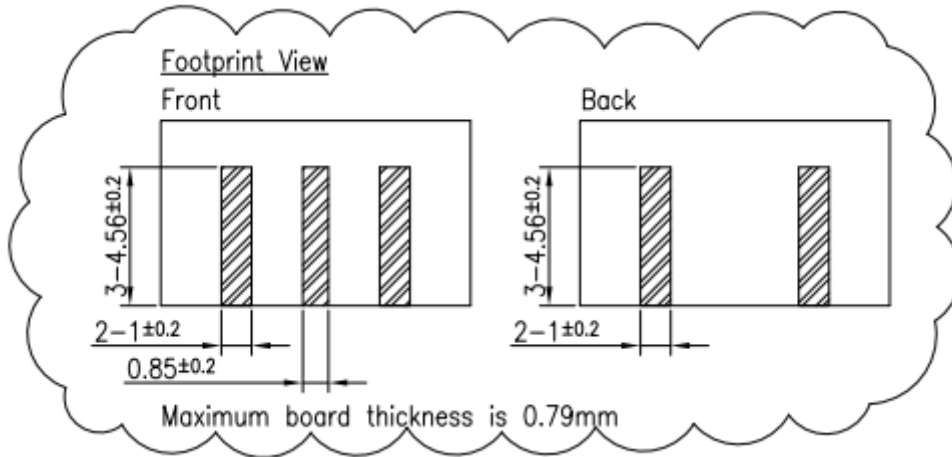 Footprint View
Front
Back
3-4.56±0.2
3-4.56±0.2
2-1±0.2
2-1±0.2
0.85±0.2
Maximum board thickness is 0.79mm